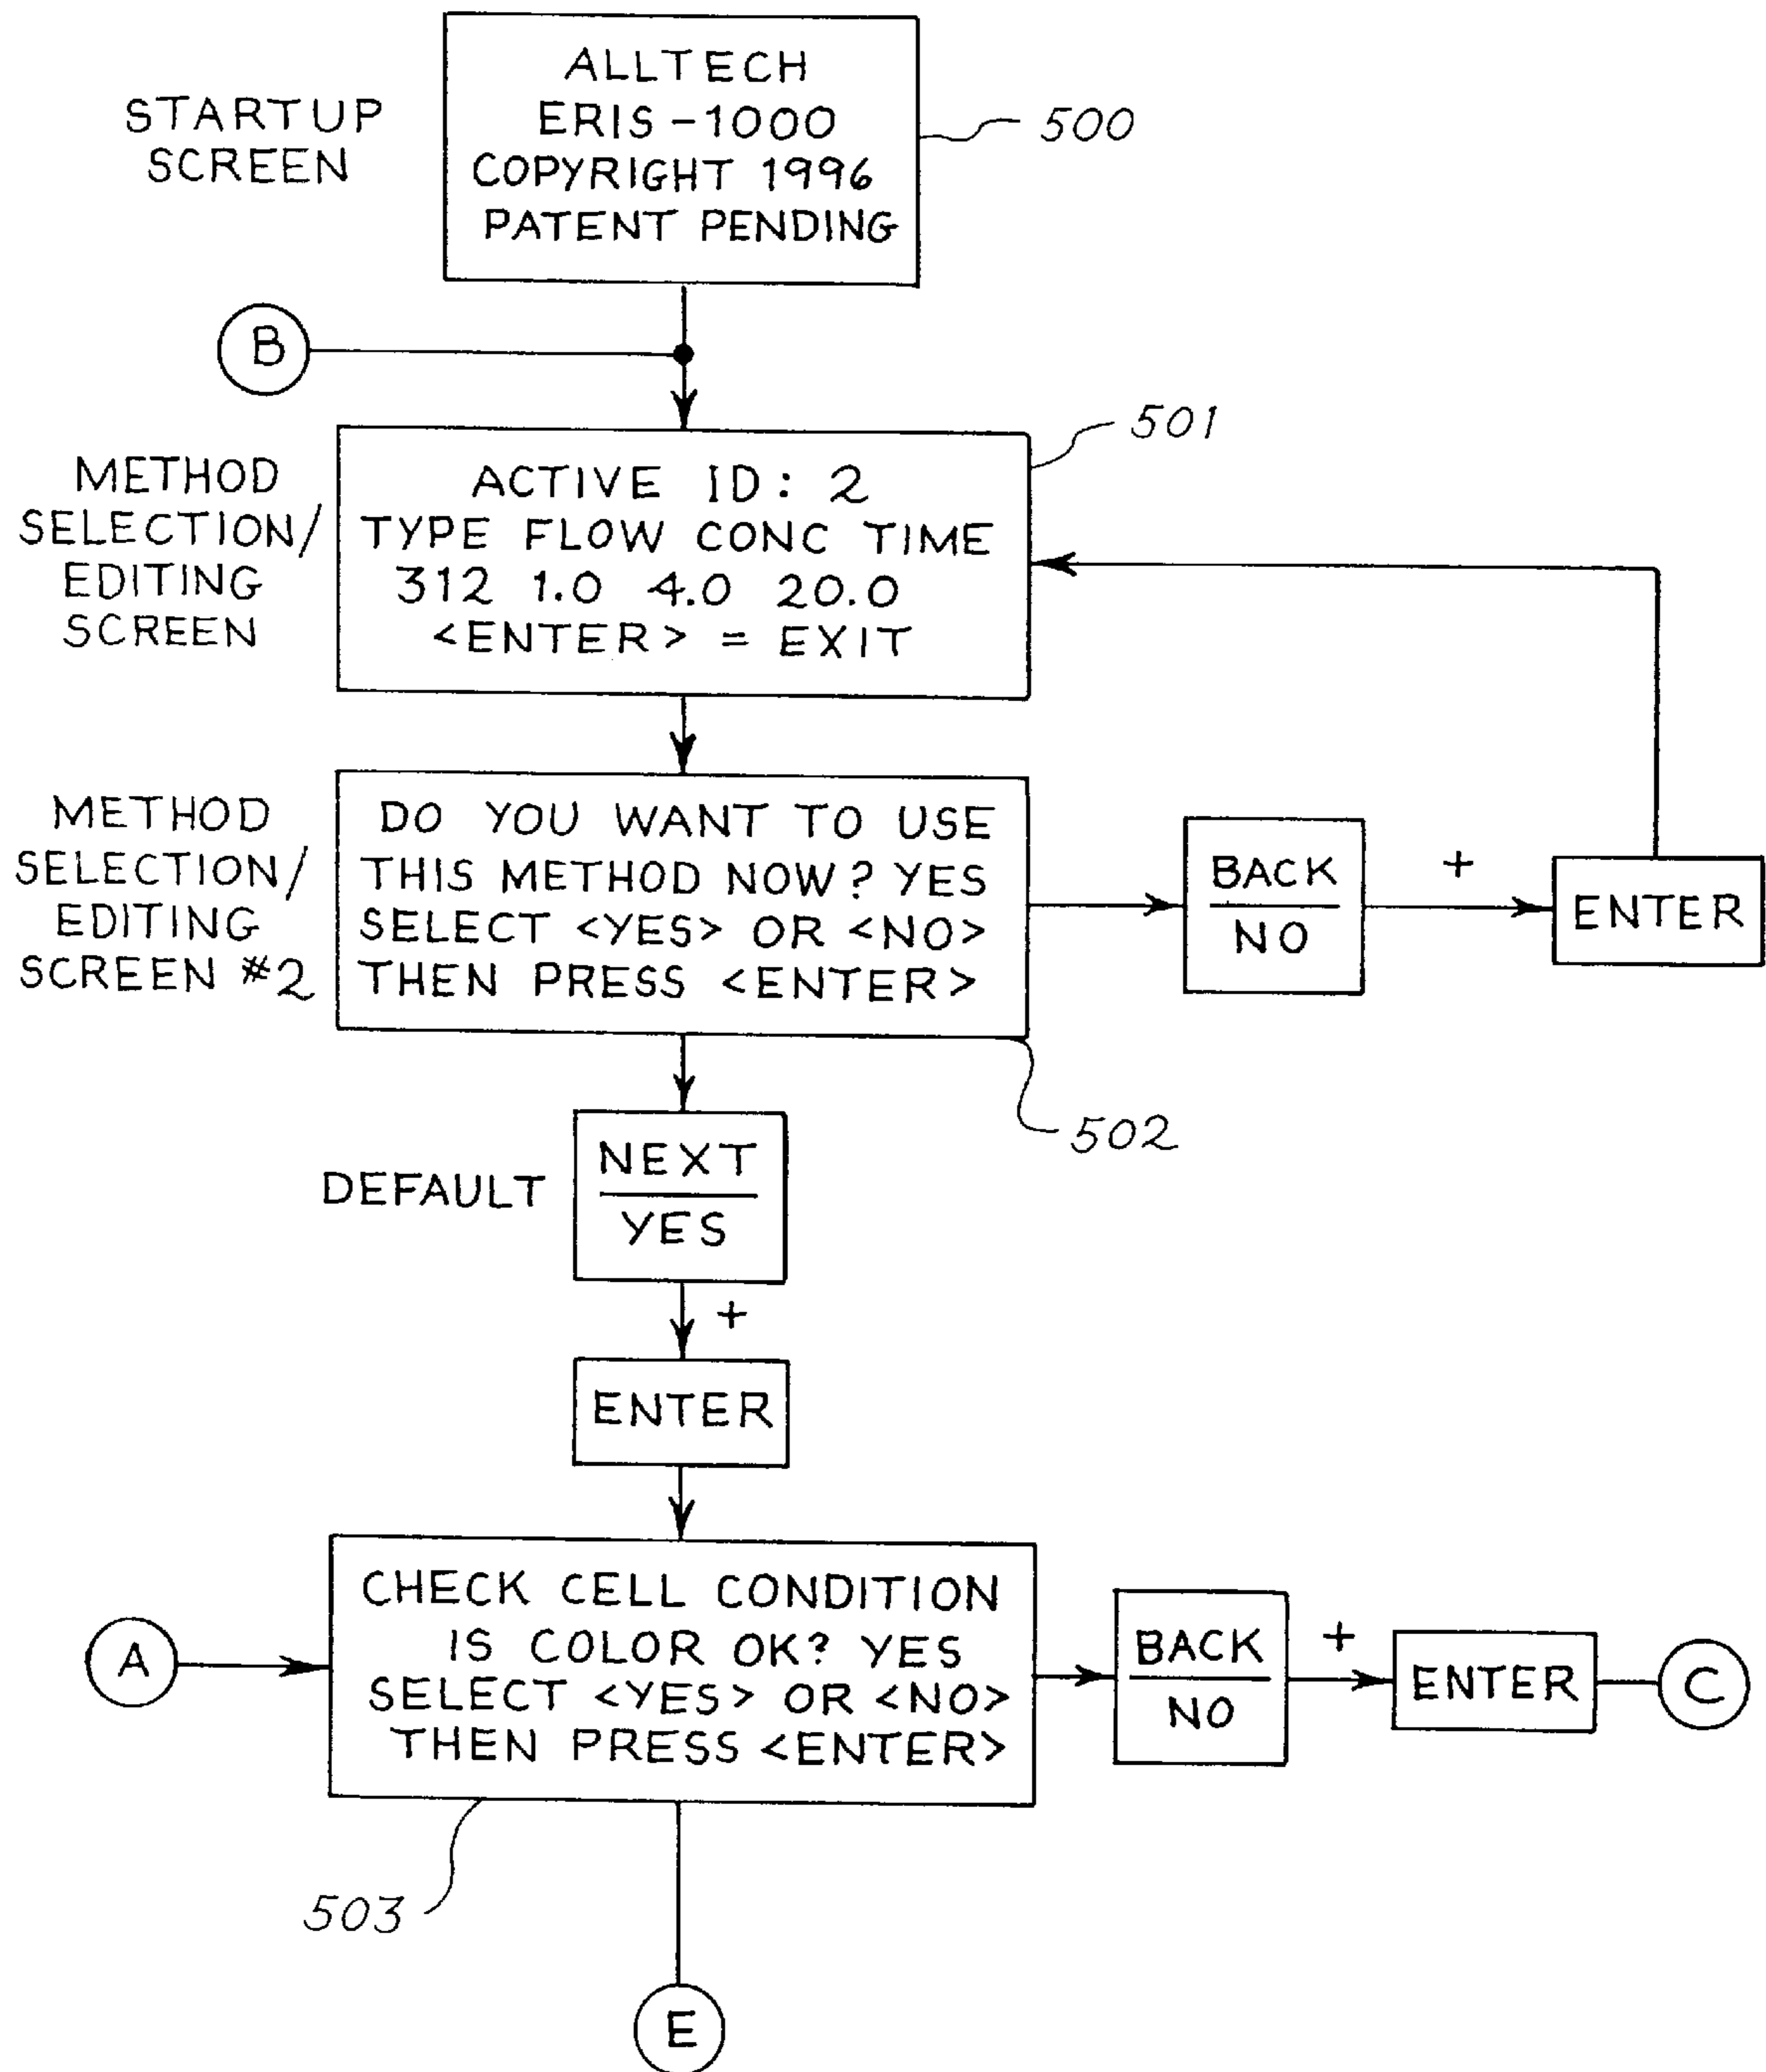 STARTUP
SCREEN
ALLTECH
ERIS-1000
COPYRIGHT 1996
PATENT PENDING
500
B
METHOD
SELECTION/
EDITING
SCREEN
ACTIVE ID: 2
TYPE FLOW CONC TIME
312 1.0 4.0 20.0
<ENTER> = EXIT
501
METHOD
SELECTION/
EDITING
SCREEN #2
DO YOU WANT TO USE
THIS METHOD NOW? YES
SELECT <YES> OR <NO>
THEN PRESS <ENTER>
BACK
NO
+
ENTER
502
DEFAULT
NEXT
YES
+
ENTER
A
CHECK CELL CONDITION
IS COLOR OK? YES
SELECT <YES> OR <NO>
THEN PRESS <ENTER>
BACK
NO
+
ENTER
C
503
E